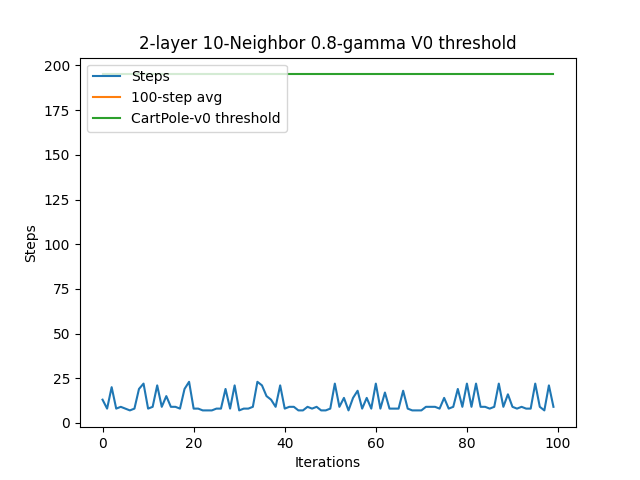 2-layer 10-Neighbor 0.8-gamma V0 threshold
Steps
100-step avg
CartPole-v0 threshold
200
175
150
125
100
75
50
25
0
Steps
0 20 40 60 80 100
Iterations